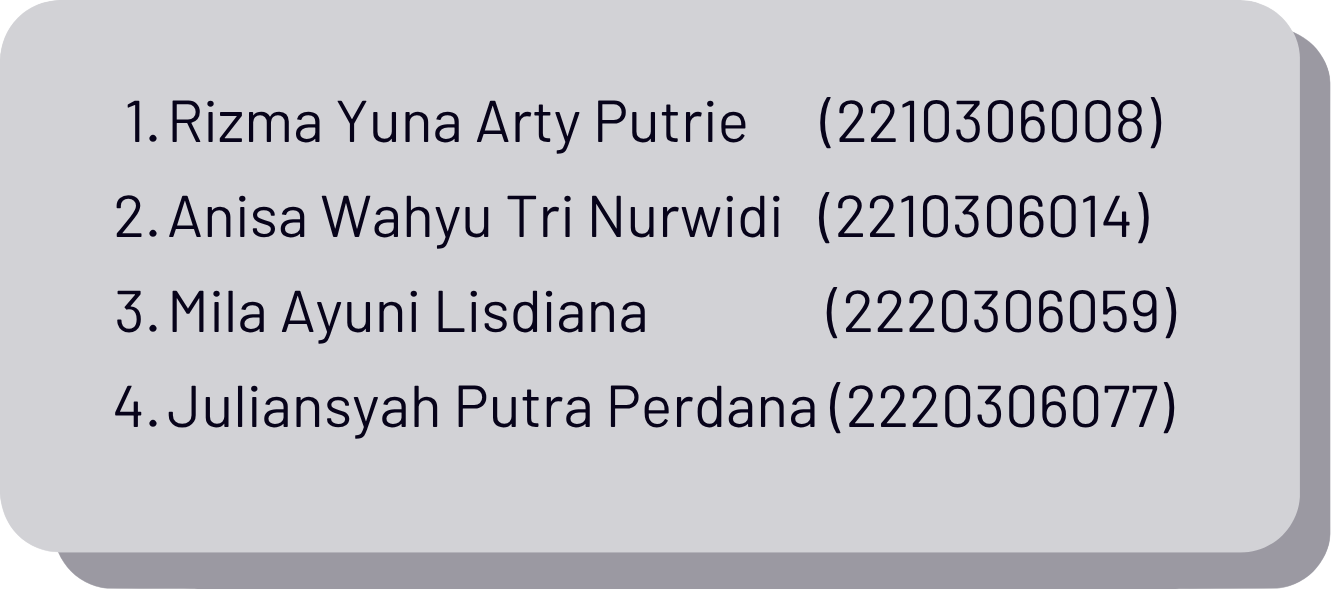 1. Rizma Yuna Arty Putrie (2210306008)
2. Anisa Wahyu Tri Nurwidi (2210306014)
3. Mila Ayuni Lisdiana (2220306059)
4. Juliansyah Putra Perdana (2220306077)